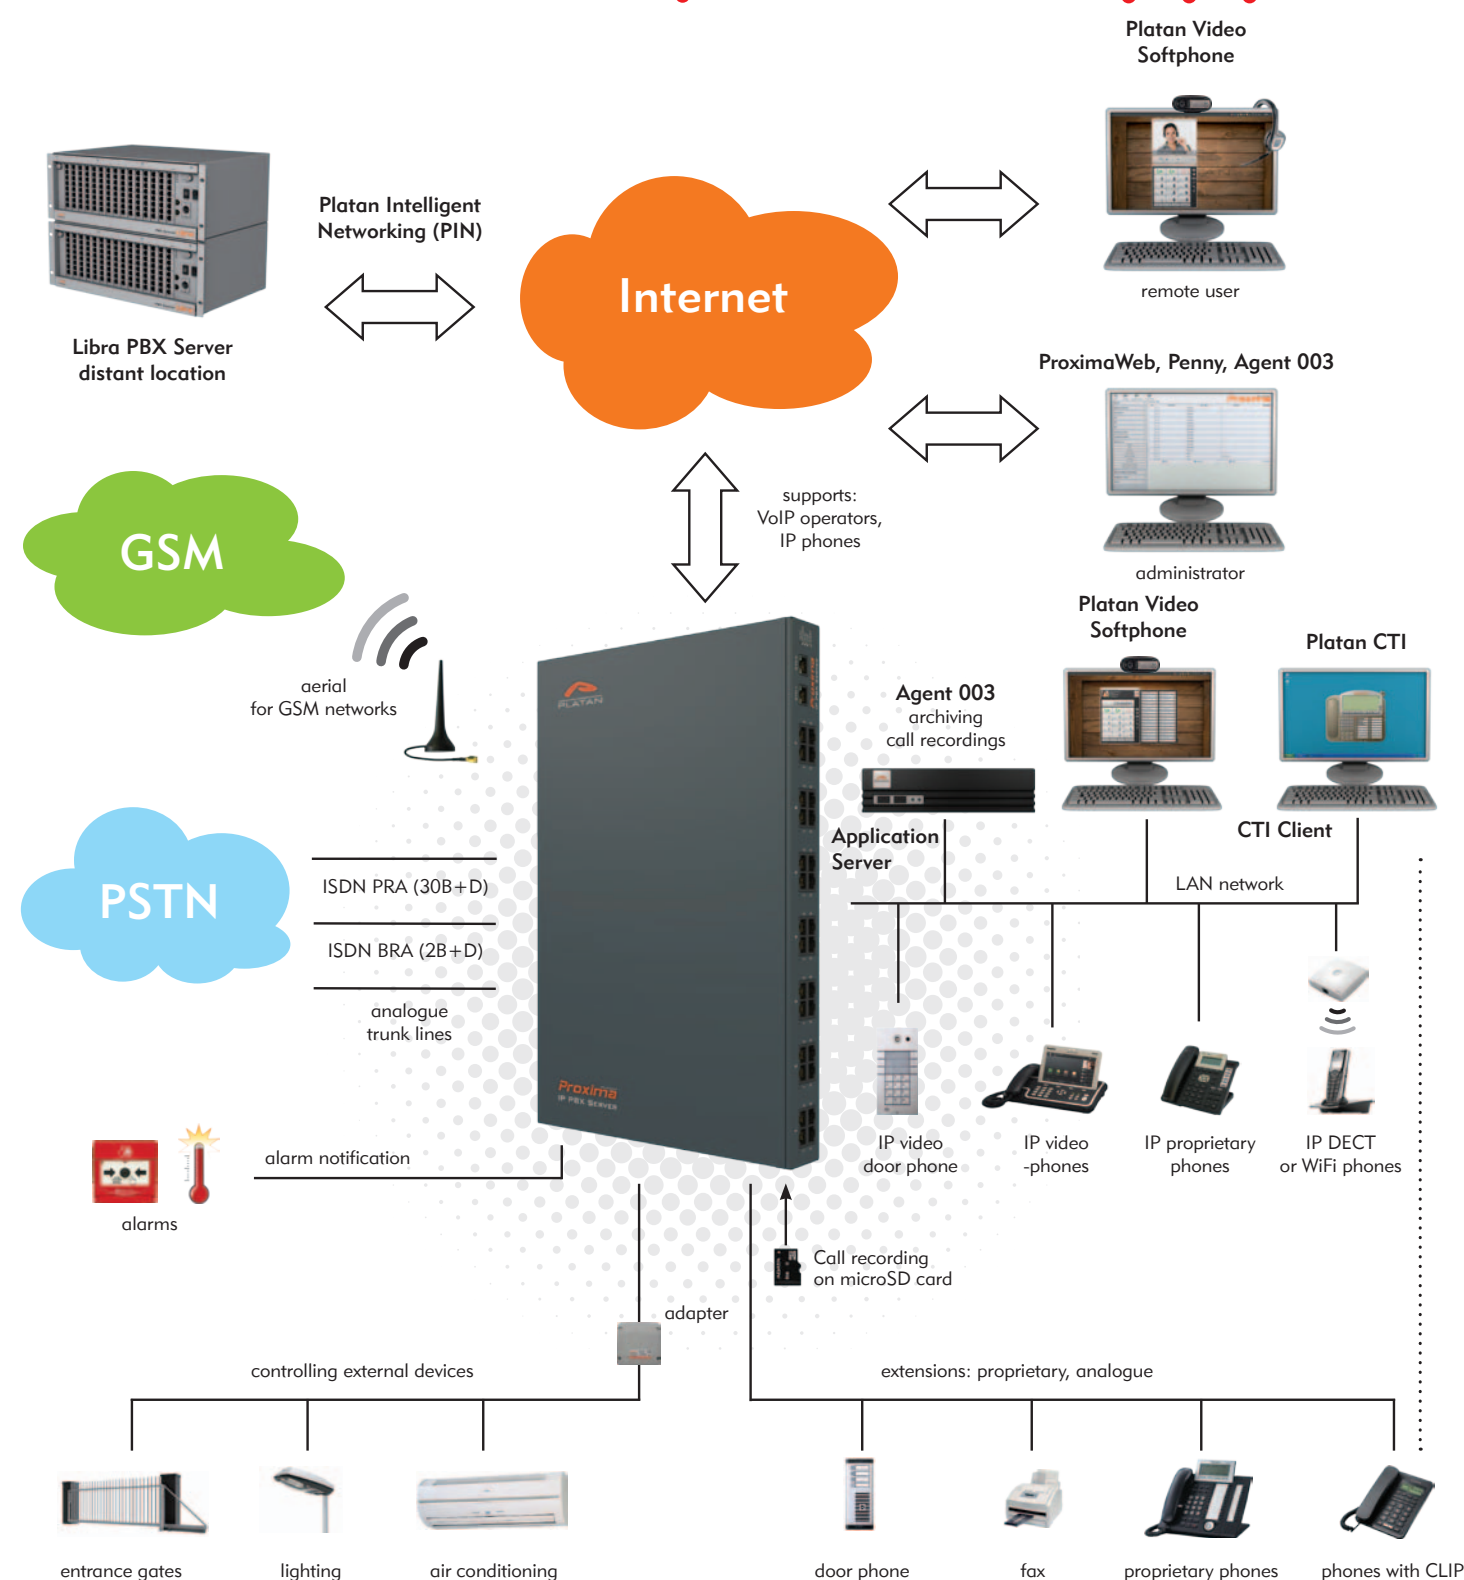 Platan Video
Softphone
remote user
Platan Intelligent
Networking (PIN)
Internet
Libra PBX Server
distant location
ProximaWeb, Penny, Agent 003
administrator
supports:
VoIP operators,
IP phones
GSM
aerial
for GSM networks
PLATAN
Agent 003
archiving
call recordings
Platan Video
Softphone
Platan CTI
Application
Server
CTI Client
LAN network
PSTN
ISDN PRA (30B+D)
ISDN BRA (2B+D)
analogue
trunk lines
Proxima
IP PBX Server
IP video
door phone
IP video
-phones
IP proprietary
phones
IP DECT
or WiFi phones
alarm notification
alarms
Call recording
on microSD card
adapter
controlling external devices
extensions: proprietary, analogue
entrance gates
lighting
air conditioning
door phone
fax
proprietary phones
phones with CLIP